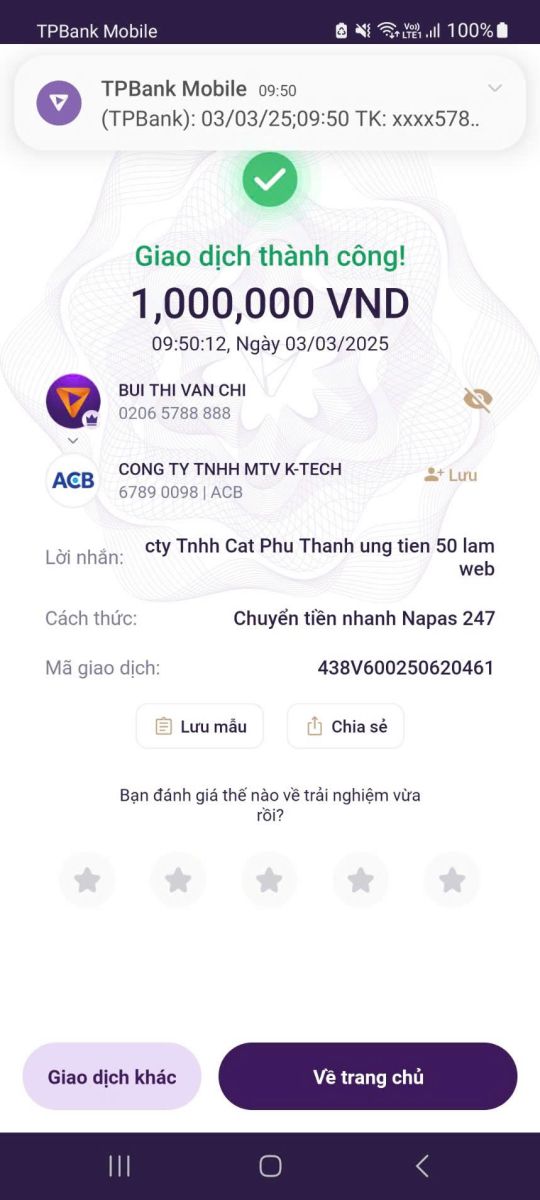 TPBank Mobile
Vo)) LTE1 100%
TPBank Mobile 09:50
(TPBank): 03/03/25;09:50 TK: xxxx578..
Giao dịch thành công!
1,000,000 VND
09:50:12, Ngày 03/03/2025
BUI THI VAN CHI
0206 5788 888
ACB
CONG TY TNHH MTV K-TECH
6789 0098 | ACB
Lưu
Lời nhắn:
cty Tnhh Cat Phu Thanh ung tien 50 lam
web
Cách thức:
Chuyển tiền nhanh Napas 247
Mã giao dịch:
438V600250620461
Lưu mẫu
Chia sẻ
Bạn đánh giá thế nào về trải nghiệm vừa
rồi?
Giao dịch khác
Về trang chủ